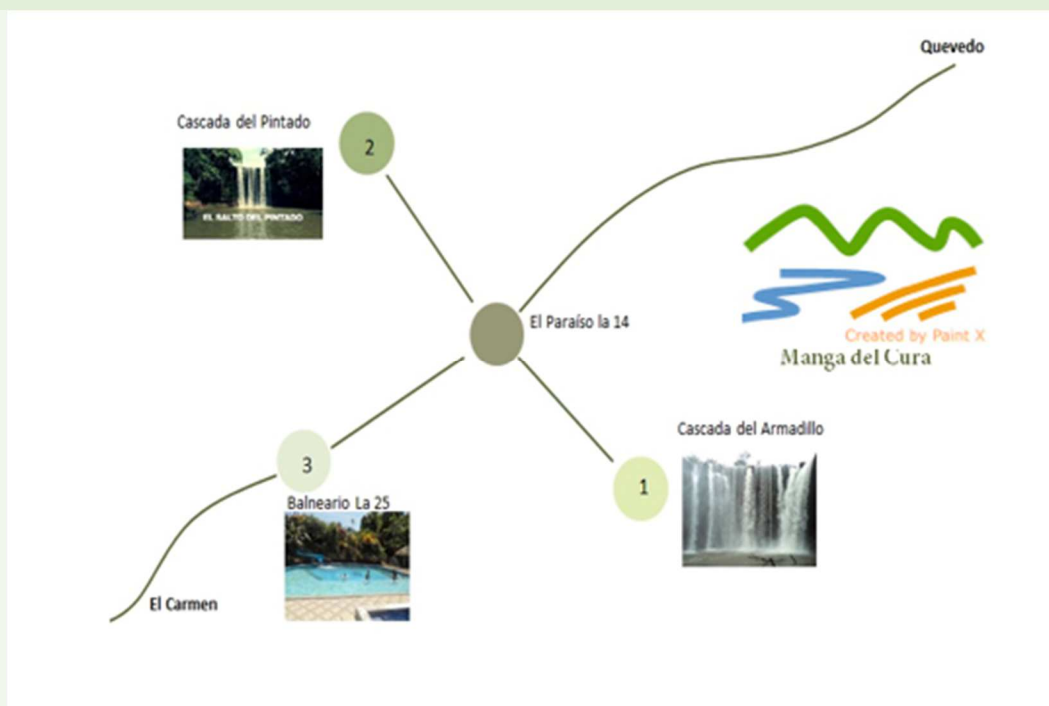 Quevedo
Cascada del Pintado
2
EL SALTO DEL PINTADO
El Paraíso la 14
Created by Paint X
Manga del Cura
Cascada del Armadillo
3
1
Balneario La 25
El Carmen